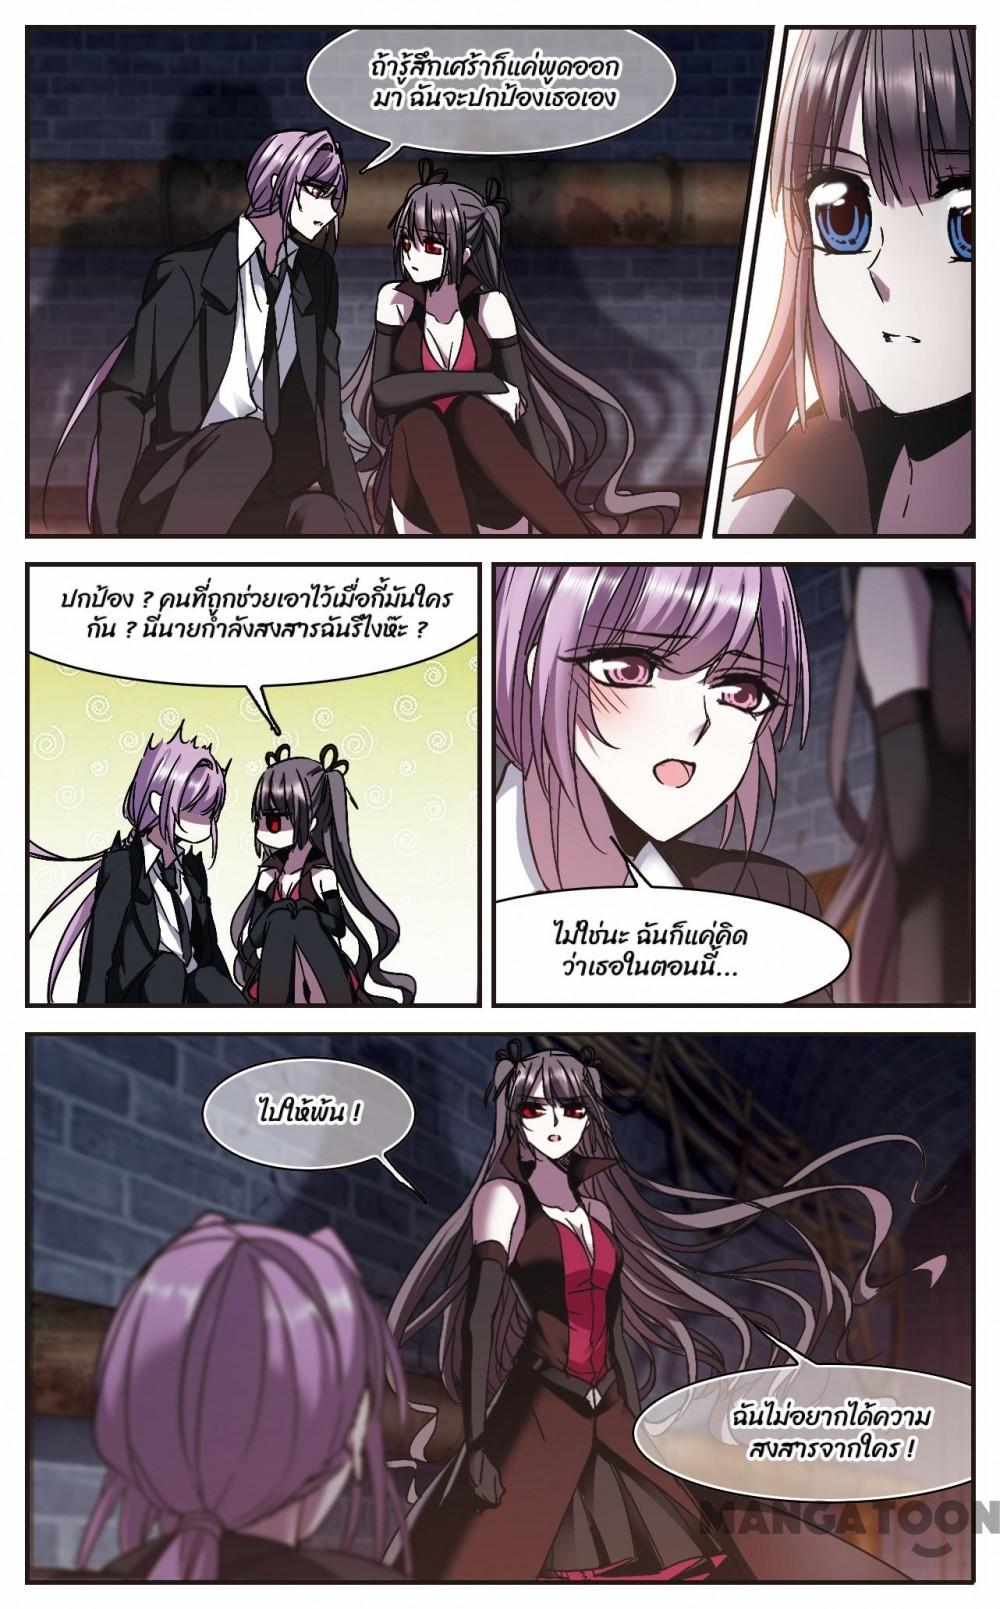 ถ้ารู้สึกเศร้าก็แค่พูดออก
มา ฉันจะปกป้องเธอเอง
ปกป้อง ? คนที่ถูกช่วยเอาไว้เมื่อกี้มันใคร
กัน ? นี่นายกำลังสงสารฉันรึไงห๊ะ ?
ไม่ใช่นะ ฉันก็แค่คิด
ว่าเธอในตอนนี้...
ไปให้พ้น !
ฉันไม่อยากได้ความ
สงสารจากใคร !
MANGATOON